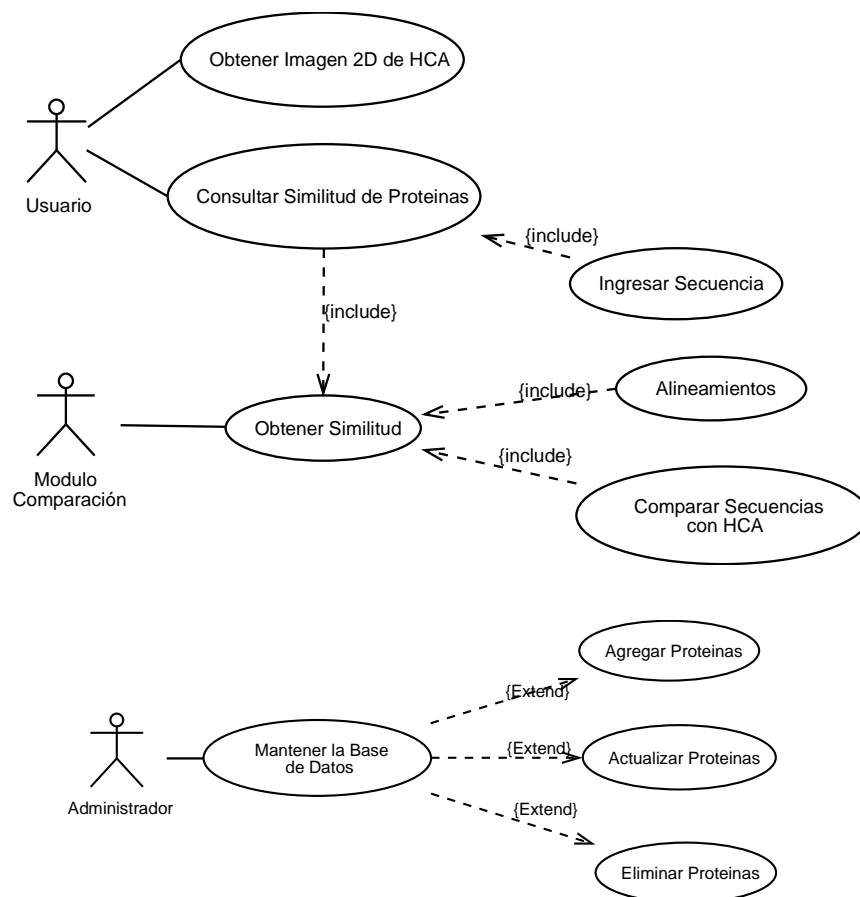 Obtener Imagen 2D de HCA
Usuario
Consultar Similitud de Proteinas
{include}
Ingresar Secuencia
{include}
Alineamientos
{include}
Obtener Similitud
{include}
Modulo
Comparación
Comparar Secuencias
con HCA
Agregar Proteinas
{Extend}
Mantener la Base
de Datos
{Extend}
Actualizar Proteinas
Administrador
{Extend}
Eliminar Proteinas